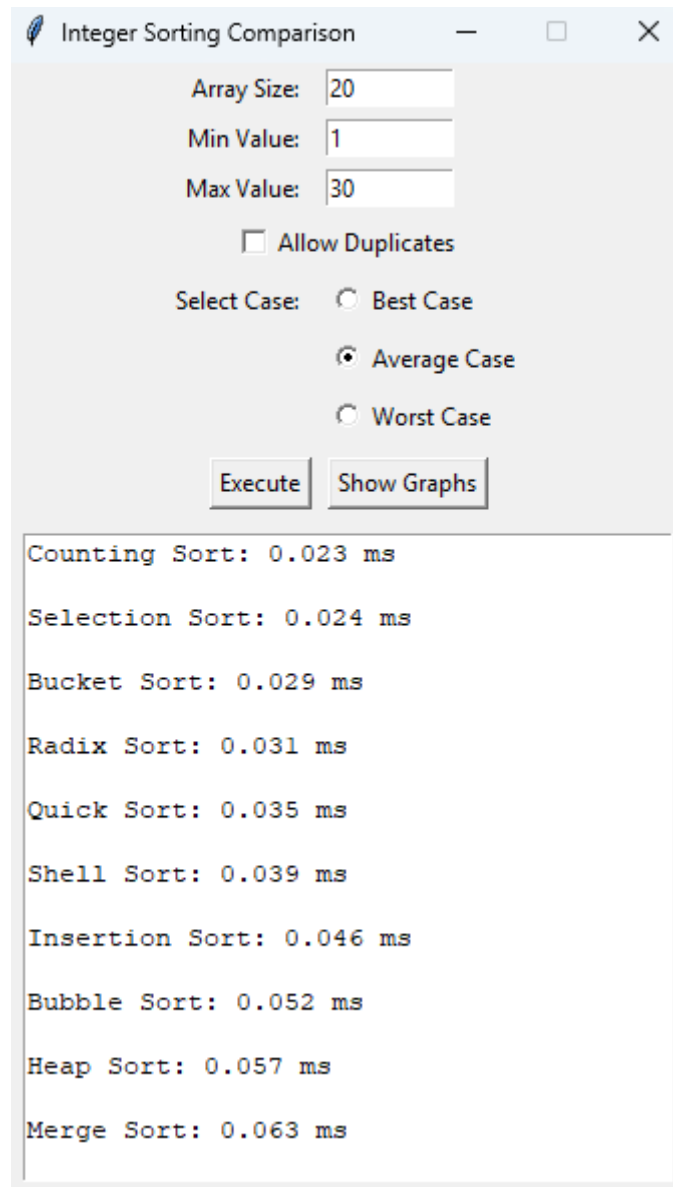 Integer Sorting Comparison
Array Size: 20
Min Value: 1
Max Value: 30
Allow Duplicates
Select Case: Best Case
Average Case
Worst Case
Execute Show Graphs
Counting Sort: 0.023 ms
Selection Sort: 0.024 ms
Bucket Sort: 0.029 ms
Radix Sort: 0.031 ms
Quick Sort: 0.035 ms
Shell Sort: 0.039 ms
Insertion Sort: 0.046 ms
Bubble Sort: 0.052 ms
Heap Sort: 0.057 ms
Merge Sort: 0.063 ms